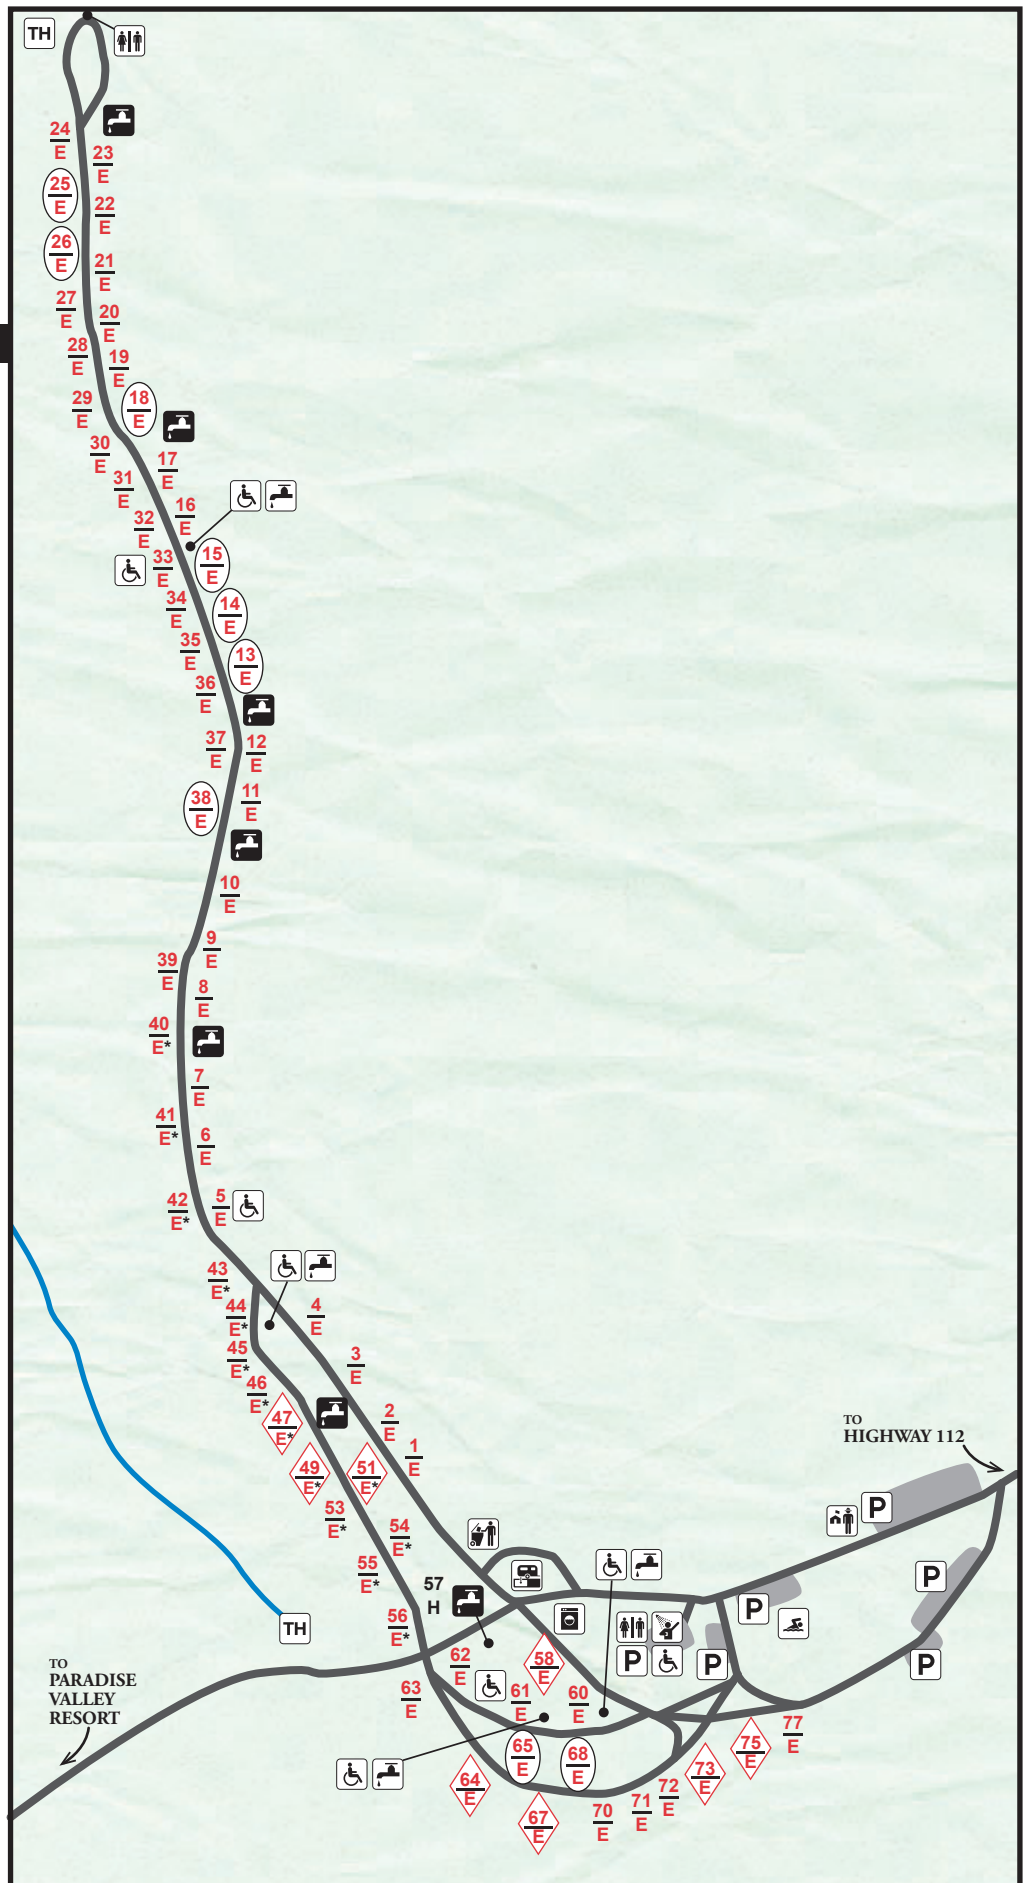 TH
24
E
23
E
25
E
22
E
26
E
21
E
27
E
20
E
28
E
19
E
29
E
18
E
30
E
17
E
31
E
16
E
32
E
33
E
15
E
34
E
14
E
35
E
13
E
36
E
37
E
12
E
38
E
11
E
10
E
9
E
39
E
8
E
40
E*
7
E
41
E*
6
E
42
E*
5
E
43
E*
44
E*
4
E
45
E*
3
E
46
E*
47
E*
2
E
1
E
49
E*
51
E*
53
E*
54
E*
55
E*
57
H
56
E*
TO
HIGHWAY 112
P
P
P
P
P
P
TH
TO
PARADISE
VALLEY
RESORT
62
E
58
E
63
E
61
E
60
E
65
E
68
E
64
E
67
E
70
E
71
E
72
E
73
E
75
E
77
E